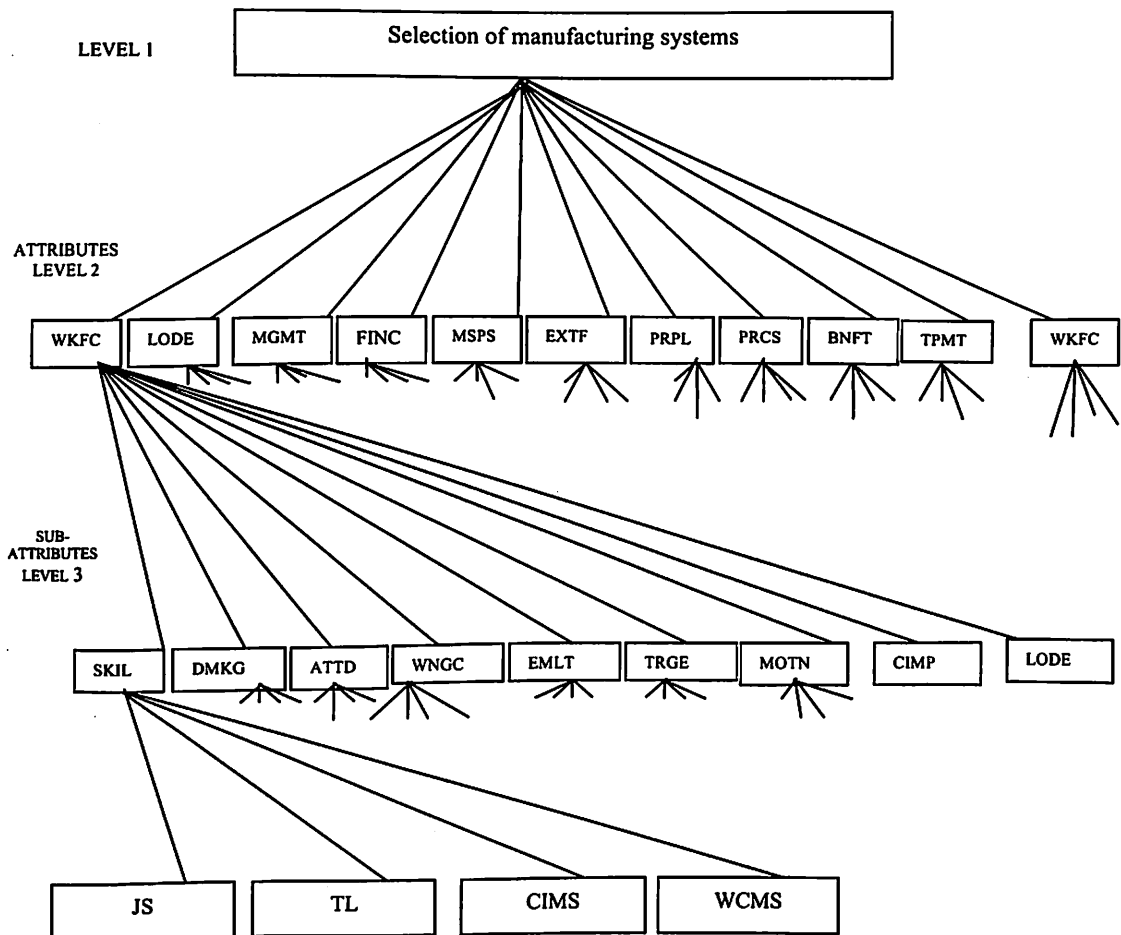 LEVEL 1
Selection of manufacturing systems
ATTRIBUTES
LEVEL 2
WKFC
LODE
MGMT
FINC
MSPS
EXTF
PRPL
PRCS
BNFT
TPMT
WKFC
SUB-
ATTRIBUTES
LEVEL 3
SKIL
DMKG
ATTD
WNGC
EMLT
TRGE
MOTN
CIMP
LODE
JS
TL
CIMS
WCMS